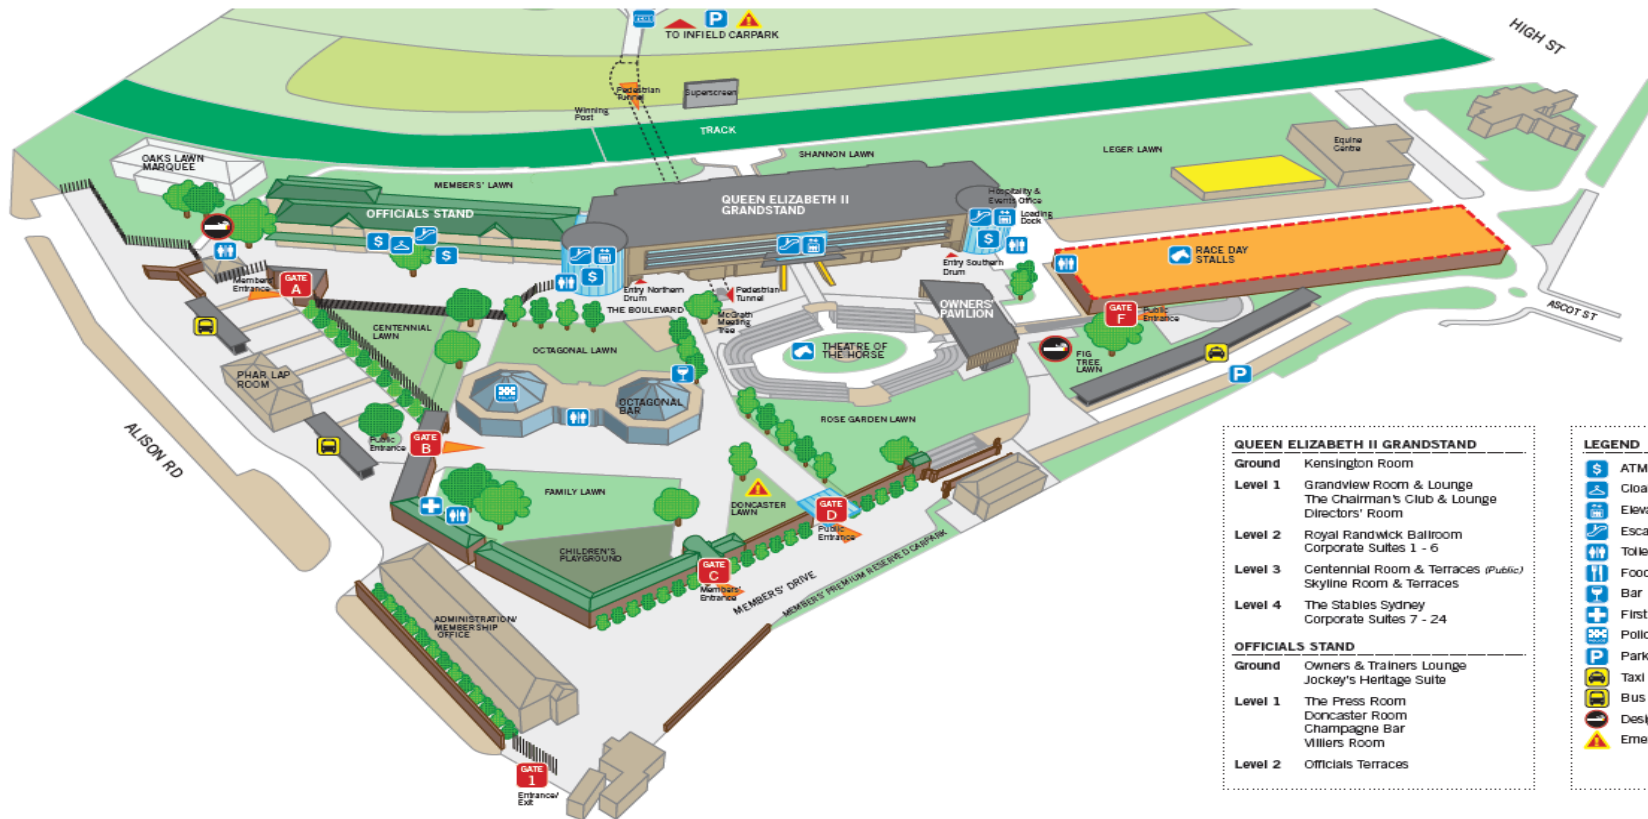 TO INFIELD CARPARK
HIGH ST
Pedestrian
Tunnel
Superscreen
Winning
Post
TRACK
OAKS LAWN
MARQUEE
MEMBERS' LAWN
SHANNON LAWN
LEGER LAWN
Equine
Centre
OFFICIALS STAND
QUEEN ELIZABETH II
GRANDSTAND
Hospitality &
Events Office
Loading
Dock
RACE DAY
STALLS
Members'
Entrance
GATE
A
Entry Northern
Drum
Pedestrian
Tunnel
Entry Southern
Drum
THE BOULEVARD
McGrath
Meeting
Tree
OWNERS'
PAVILION
GATE
F
Public
Entrance
ASCOT ST
CENTENNIAL
LAWN
OCTAGONAL LAWN
THEATRE OF
THE HORSE
FIG
TREE
LAWN
P
PHAR LAP
ROOM
POLICE
OCTAGONAL
BAR
ROSE GARDEN LAWN
ALISON RD
Public
Entrance
GATE
B
FAMILY LAWN
DONCASTER
LAWN
GATE
D
Public
Entrance
CHILDREN'S
PLAYGROUND
GATE
C
Members'
Entrance
MEMBERS' DRIVE
MEMBERS' PREMIUM RESERVED CARPARK
ADMINISTRATION/
MEMBERSHIP
OFFICE
GATE
1
Entrance/
Exit
QUEEN ELIZABETH II GRANDSTAND
Ground Kensington Room
Level 1 Grandview Room & Lounge
The Chairman's Club & Lounge
Directors' Room
Level 2 Royal Randwick Ballroom
Corporate Suites 1 - 6
Level 3 Centennial Room & Terraces (Public)
Skyline Room & Terraces
Level 4 The Stables Sydney
Corporate Suites 7 - 24
OFFICIALS STAND
Ground Owners & Trainers Lounge
Jockey's Heritage Suite
Level 1 The Press Room
Doncaster Room
Champagne Bar
Villiers Room
Level 2 Officials Terraces
LEGEND
$ ATM
Cloa
Eleva
Esca
Toile
Food
Bar
First
Polic
P Park
Taxi
Bus
Desi
Eme